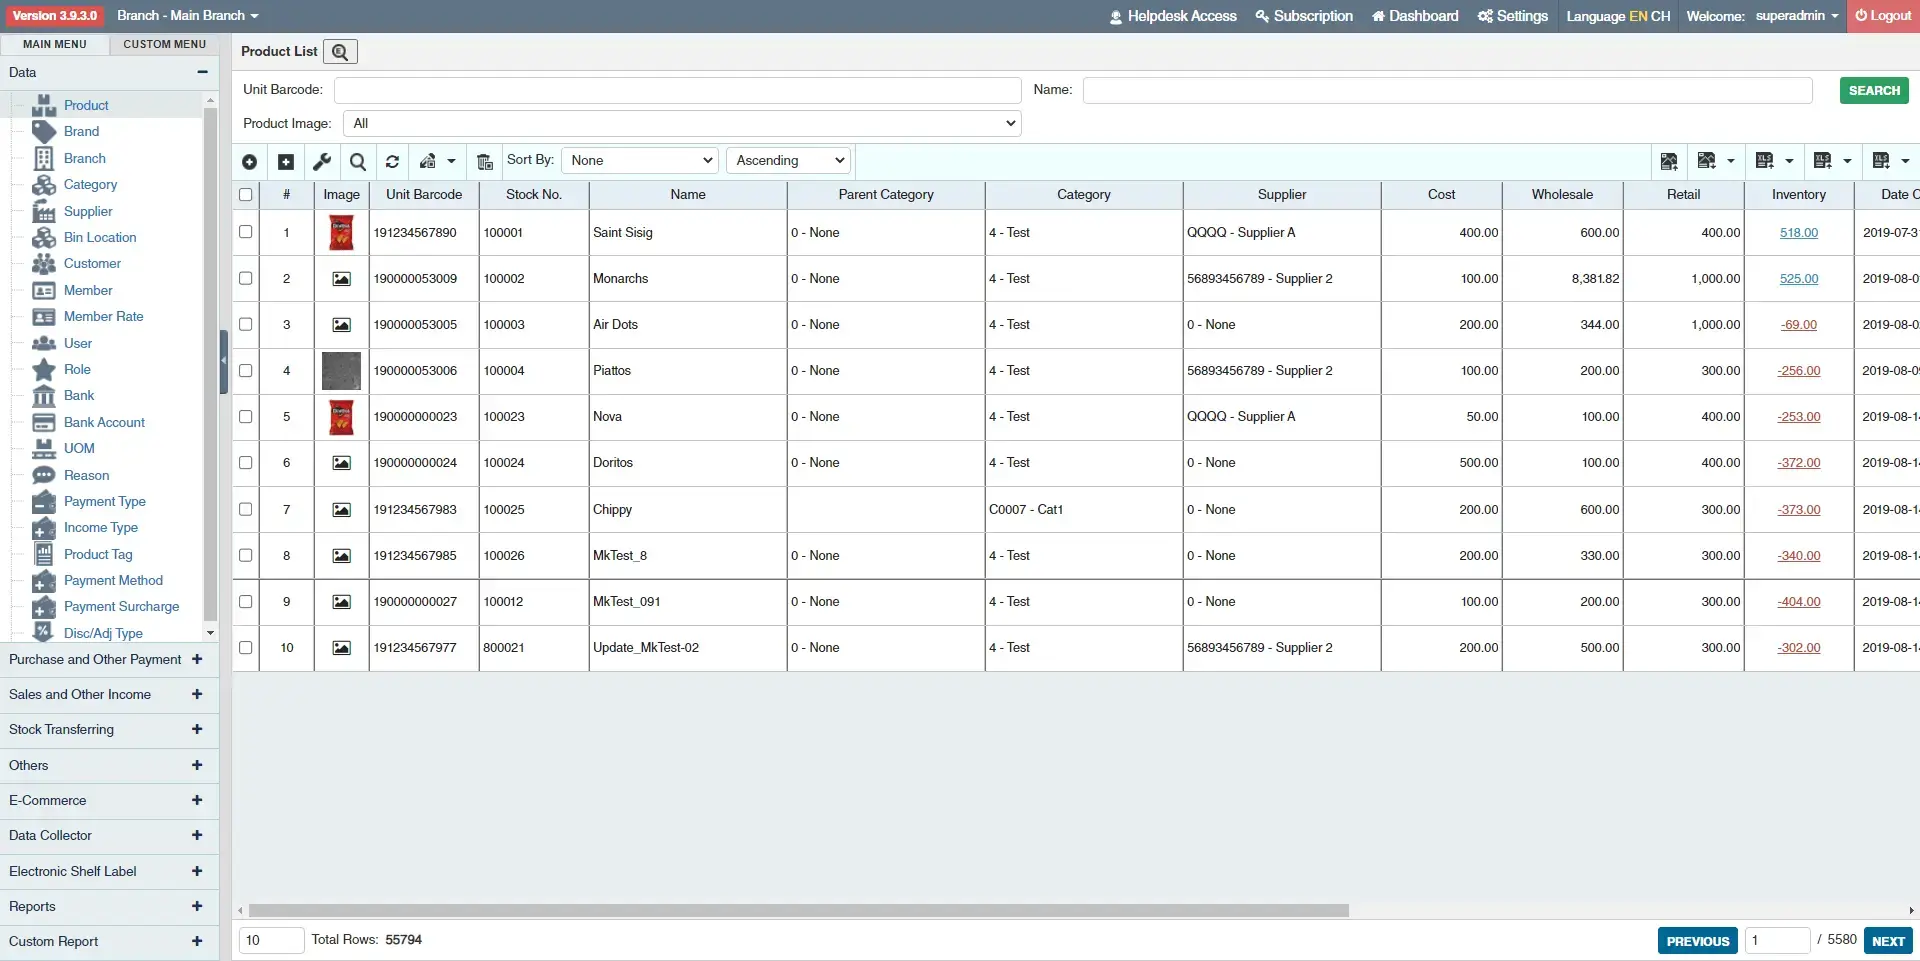 Version 3.9.3.0 Branch - Main Branch Helpdesk Access Subscription Dashboard Settings Language EN CH Welcome: superadmin Logout
MAIN MENU CUSTOM MENU
Data
Product
Brand
Branch
Category
Supplier
Bin Location
Customer
Member
Member Rate
User
Role
Bank
Bank Account
UOM
Reason
Payment Type
Income Type
Product Tag
Payment Method
Payment Surcharge
Disc/Adj Type
Purchase and Other Payment
Sales and Other Income
Stock Transferring
Others
E-Commerce
Data Collector
Electronic Shelf Label
Reports
Custom Report
Product List
Unit Barcode: Name: SEARCH
Product Image: All
Sort By: None Ascending
# Image Unit Barcode Stock No. Name Parent Category Category Supplier Cost Wholesale Retail Inventory Date C
1 191234567890 100001 Saint Sisig 0 - None 4 - Test QQQQ - Supplier A 400.00 600.00 400.00 518.00 2019-07-3
2 190000053009 100002 Monarchs 0 - None 4 - Test 56893456789 - Supplier 2 100.00 8,381.82 1,000.00 525.00 2019-08-0
3 190000053005 100003 Air Dots 0 - None 4 - Test 0 - None 200.00 344.00 1,000.00 -69.00 2019-08-0
4 190000053006 100004 Piattos 0 - None 4 - Test 56893456789 - Supplier 2 100.00 200.00 300.00 -256.00 2019-08-0
5 190000000023 100023 Nova 0 - None 4 - Test QQQQ - Supplier A 50.00 100.00 400.00 -253.00 2019-08-1
6 190000000024 100024 Doritos 0 - None 4 - Test 0 - None 500.00 100.00 400.00 -372.00 2019-08-1
7 191234567983 100025 Chippy C0007 - Cat1 0 - None 200.00 600.00 300.00 -373.00 2019-08-1
8 191234567985 100026 MkTest_8 0 - None 4 - Test 0 - None 200.00 330.00 300.00 -340.00 2019-08-1
9 190000000027 100012 MkTest_091 0 - None 4 - Test 0 - None 100.00 200.00 300.00 -404.00 2019-08-1
10 191234567977 800021 Update_MkTest-02 0 - None 4 - Test 56893456789 - Supplier 2 200.00 500.00 300.00 -302.00 2019-08-1
10 Total Rows: 55794 PREVIOUS 1 / 5580 NEXT